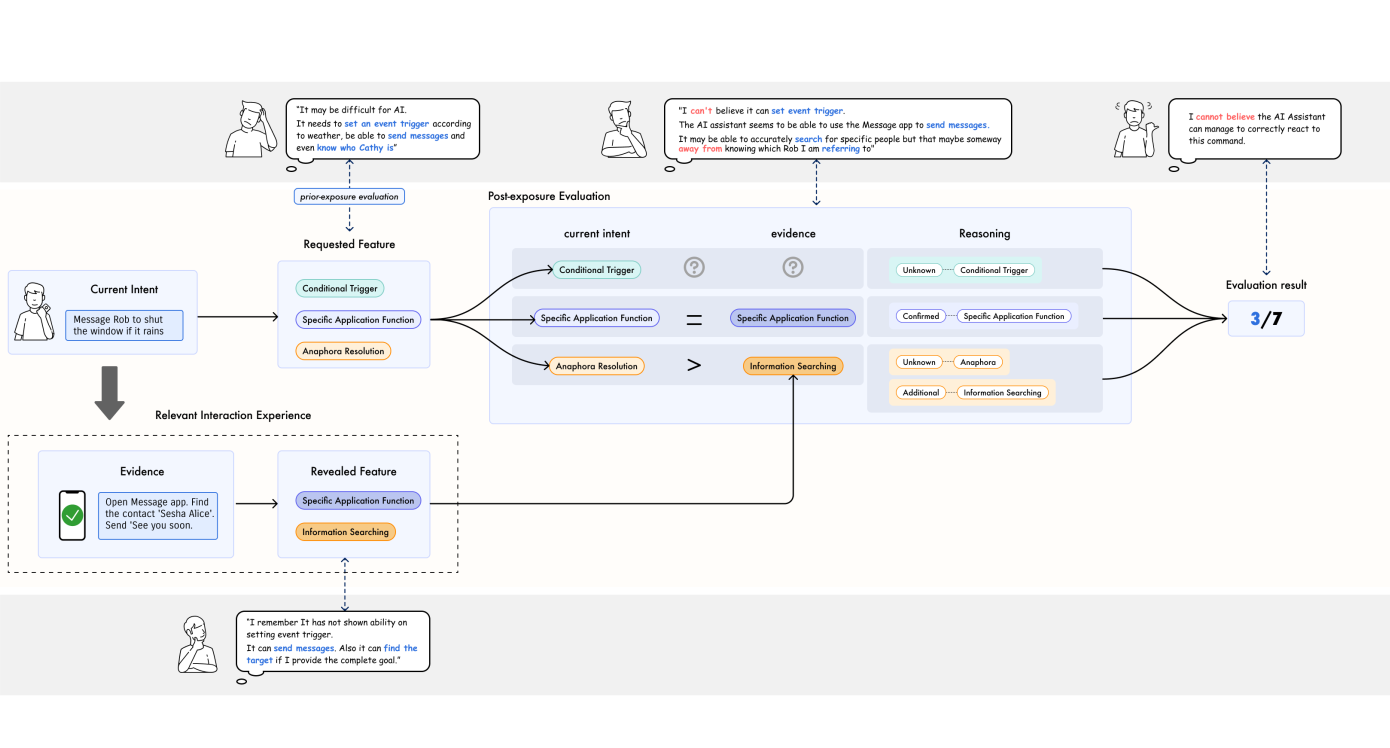 "It may be difficult for AI.
It needs to set an event trigger according
to weather, be able to send messages and
even know who Cathy is"
"I can't believe it can set event trigger.
The AI assistant seems to be able to use the Message app to send messages.
It may be able to accurately search for specific people but that maybe someway
away from knowing which Rob I am referring to"
I cannot believe the AI Assistant
can manage to correctly react to
this command.
prior-exposure evaluation
Post-exposure Evaluation
Requested Feature
current intent
evidence
Reasoning
Current Intent
Message Rob to shut
the window if it rains
Conditional Trigger
Specific Application Function
Anaphora Resolution
Conditional Trigger
?
?
Unknown
Conditional Trigger
Specific Application Function
=
Specific Application Function
Confirmed
Specific Application Function
Anaphora Resolution
>
Information Searching
Unknown
Anaphora
Additional
Information Searching
Evaluation result
3/7
Relevant Interaction Experience
Evidence
Open Message app. Find
the contact 'Sesha Alice'.
Send 'See you soon.
Revealed Feature
Specific Application Function
Information Searching
"I remember It has not shown ability on
setting event trigger.
It can send messages. Also it can find the
target if I provide the complete goal."